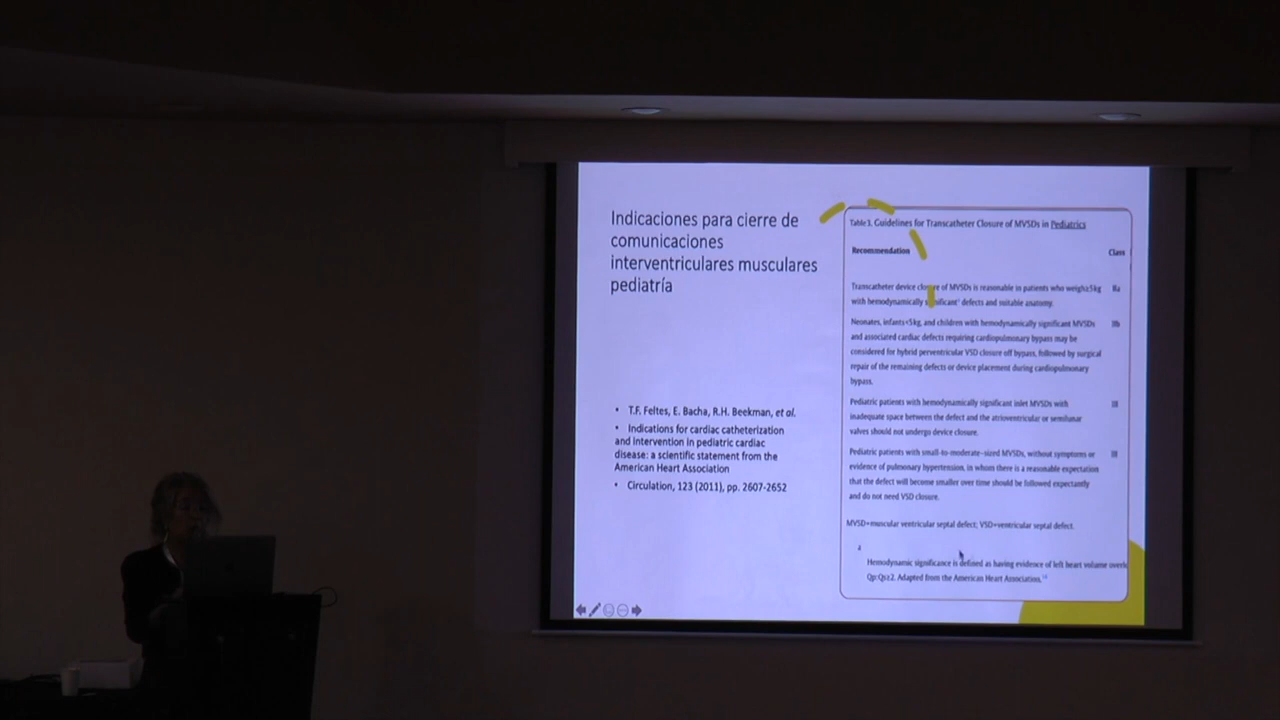 Indicaciones para cierre de
comunicaciones
interventriculares musculares
pediatría
• T.F. Feltes, E. Bacha, R.H. Beekman, et al.
• Indications for cardiac catheterization
and intervention in pediatric cardiac
disease: a scientific statement from the
American Heart Association
• Circulation, 123 (2011), pp. 2607-2652
Table 3. Guidelines for Transcatheter Closure of MVSDs in Pediatrics
Recommendation Class
Transcatheter device closure of MVSDs is reasonable in patients who weigh≥5kg IIa
with hemodynamically significant defects and suitable anatomy.
Neonates, infants<5kg, and children with hemodynamically significant MVSDs IIb
and associated cardiac defects requiring cardiopulmonary bypass may be
considered for hybrid perventricular VSD closure off bypass, followed by surgical
repair of the remaining defects or device placement during cardiopulmonary
bypass.
Pediatric patients with hemodynamically significant inlet MVSDs with III
inadequate space between the defect and the atrioventricular or semilunar
valves should not undergo device closure.
Pediatric patients with small-to-moderate-sized MVSDs, without symptoms or III
evidence of pulmonary hypertension, in whom there is a reasonable expectation
that the defect will become smaller over time should be followed expectantly
and do not need VSD closure.
MVSD=muscular ventricular septal defect; VSD=ventricular septal defect.
Hemodynamic significance is defined as having evidence of left heart volume
Qp:Qs≥2. Adapted from the American Heart Association.